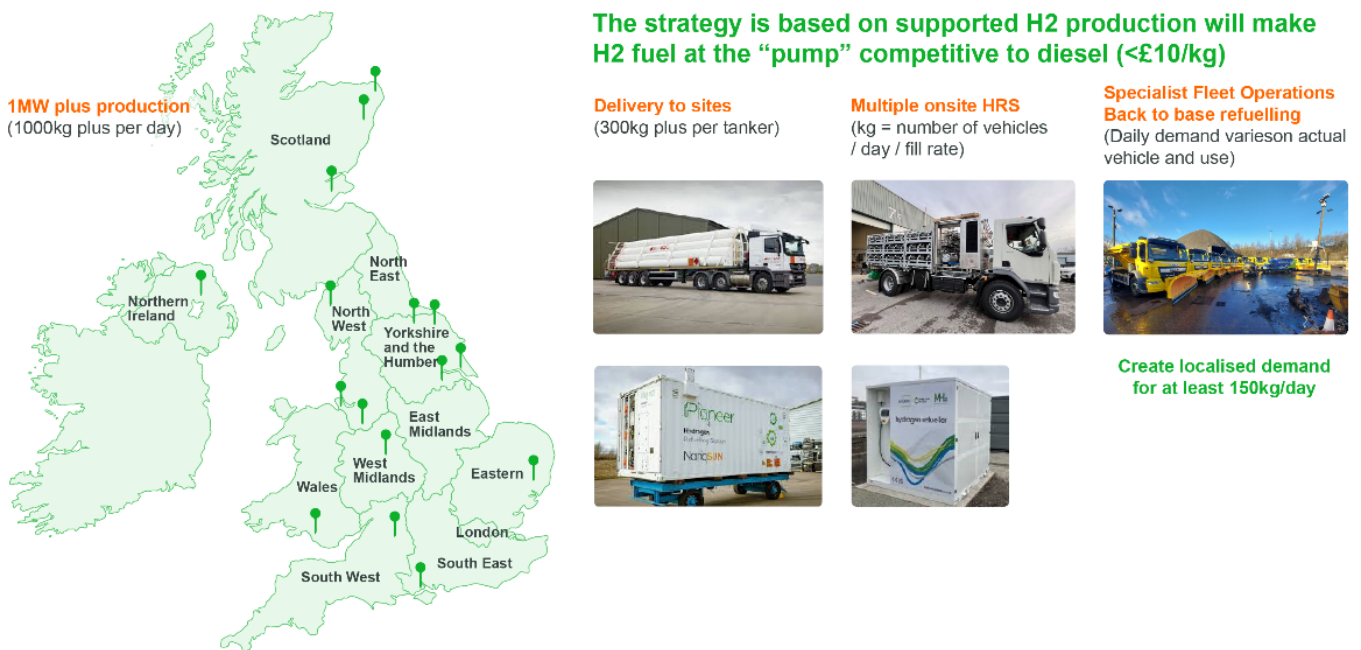 The strategy is based on supported H2 production will make
H2 fuel at the “pump” competitive to diesel (<£10/kg)
1MW plus production
(1000kg plus per day)
Scotland
North
East
Northern
Ireland
North
West
Yorkshire
and the
Humber
East
Midlands
West
Midlands
Eastern
Wales
London
South East
South West
Delivery to sites
(300kg plus per tanker)
Multiple onsite HRS
(kg = number of vehicles
/ day / fill rate)
Specialist Fleet Operations
Back to base refuelling
(Daily demand varieson actual
vehicle and use)
Pioneer
Hydrogen
Refuelling Station
NanoSUN
hydrogen refueller
Create localised demand
for at least 150kg/day